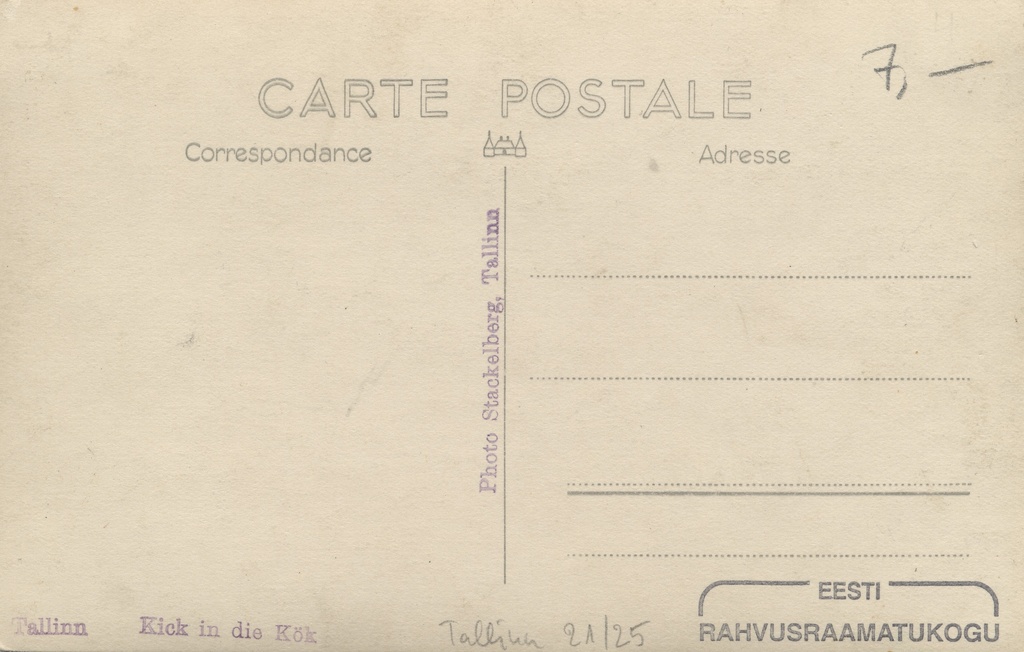 7,—
CARTE POSTALE
Correspondance
Adresse
Photo Stackelberg, Tallinn
Tallinn Kick in die Kök
Tallinn 21/25
EESTI
RAHVUSRAAMATUKOGU